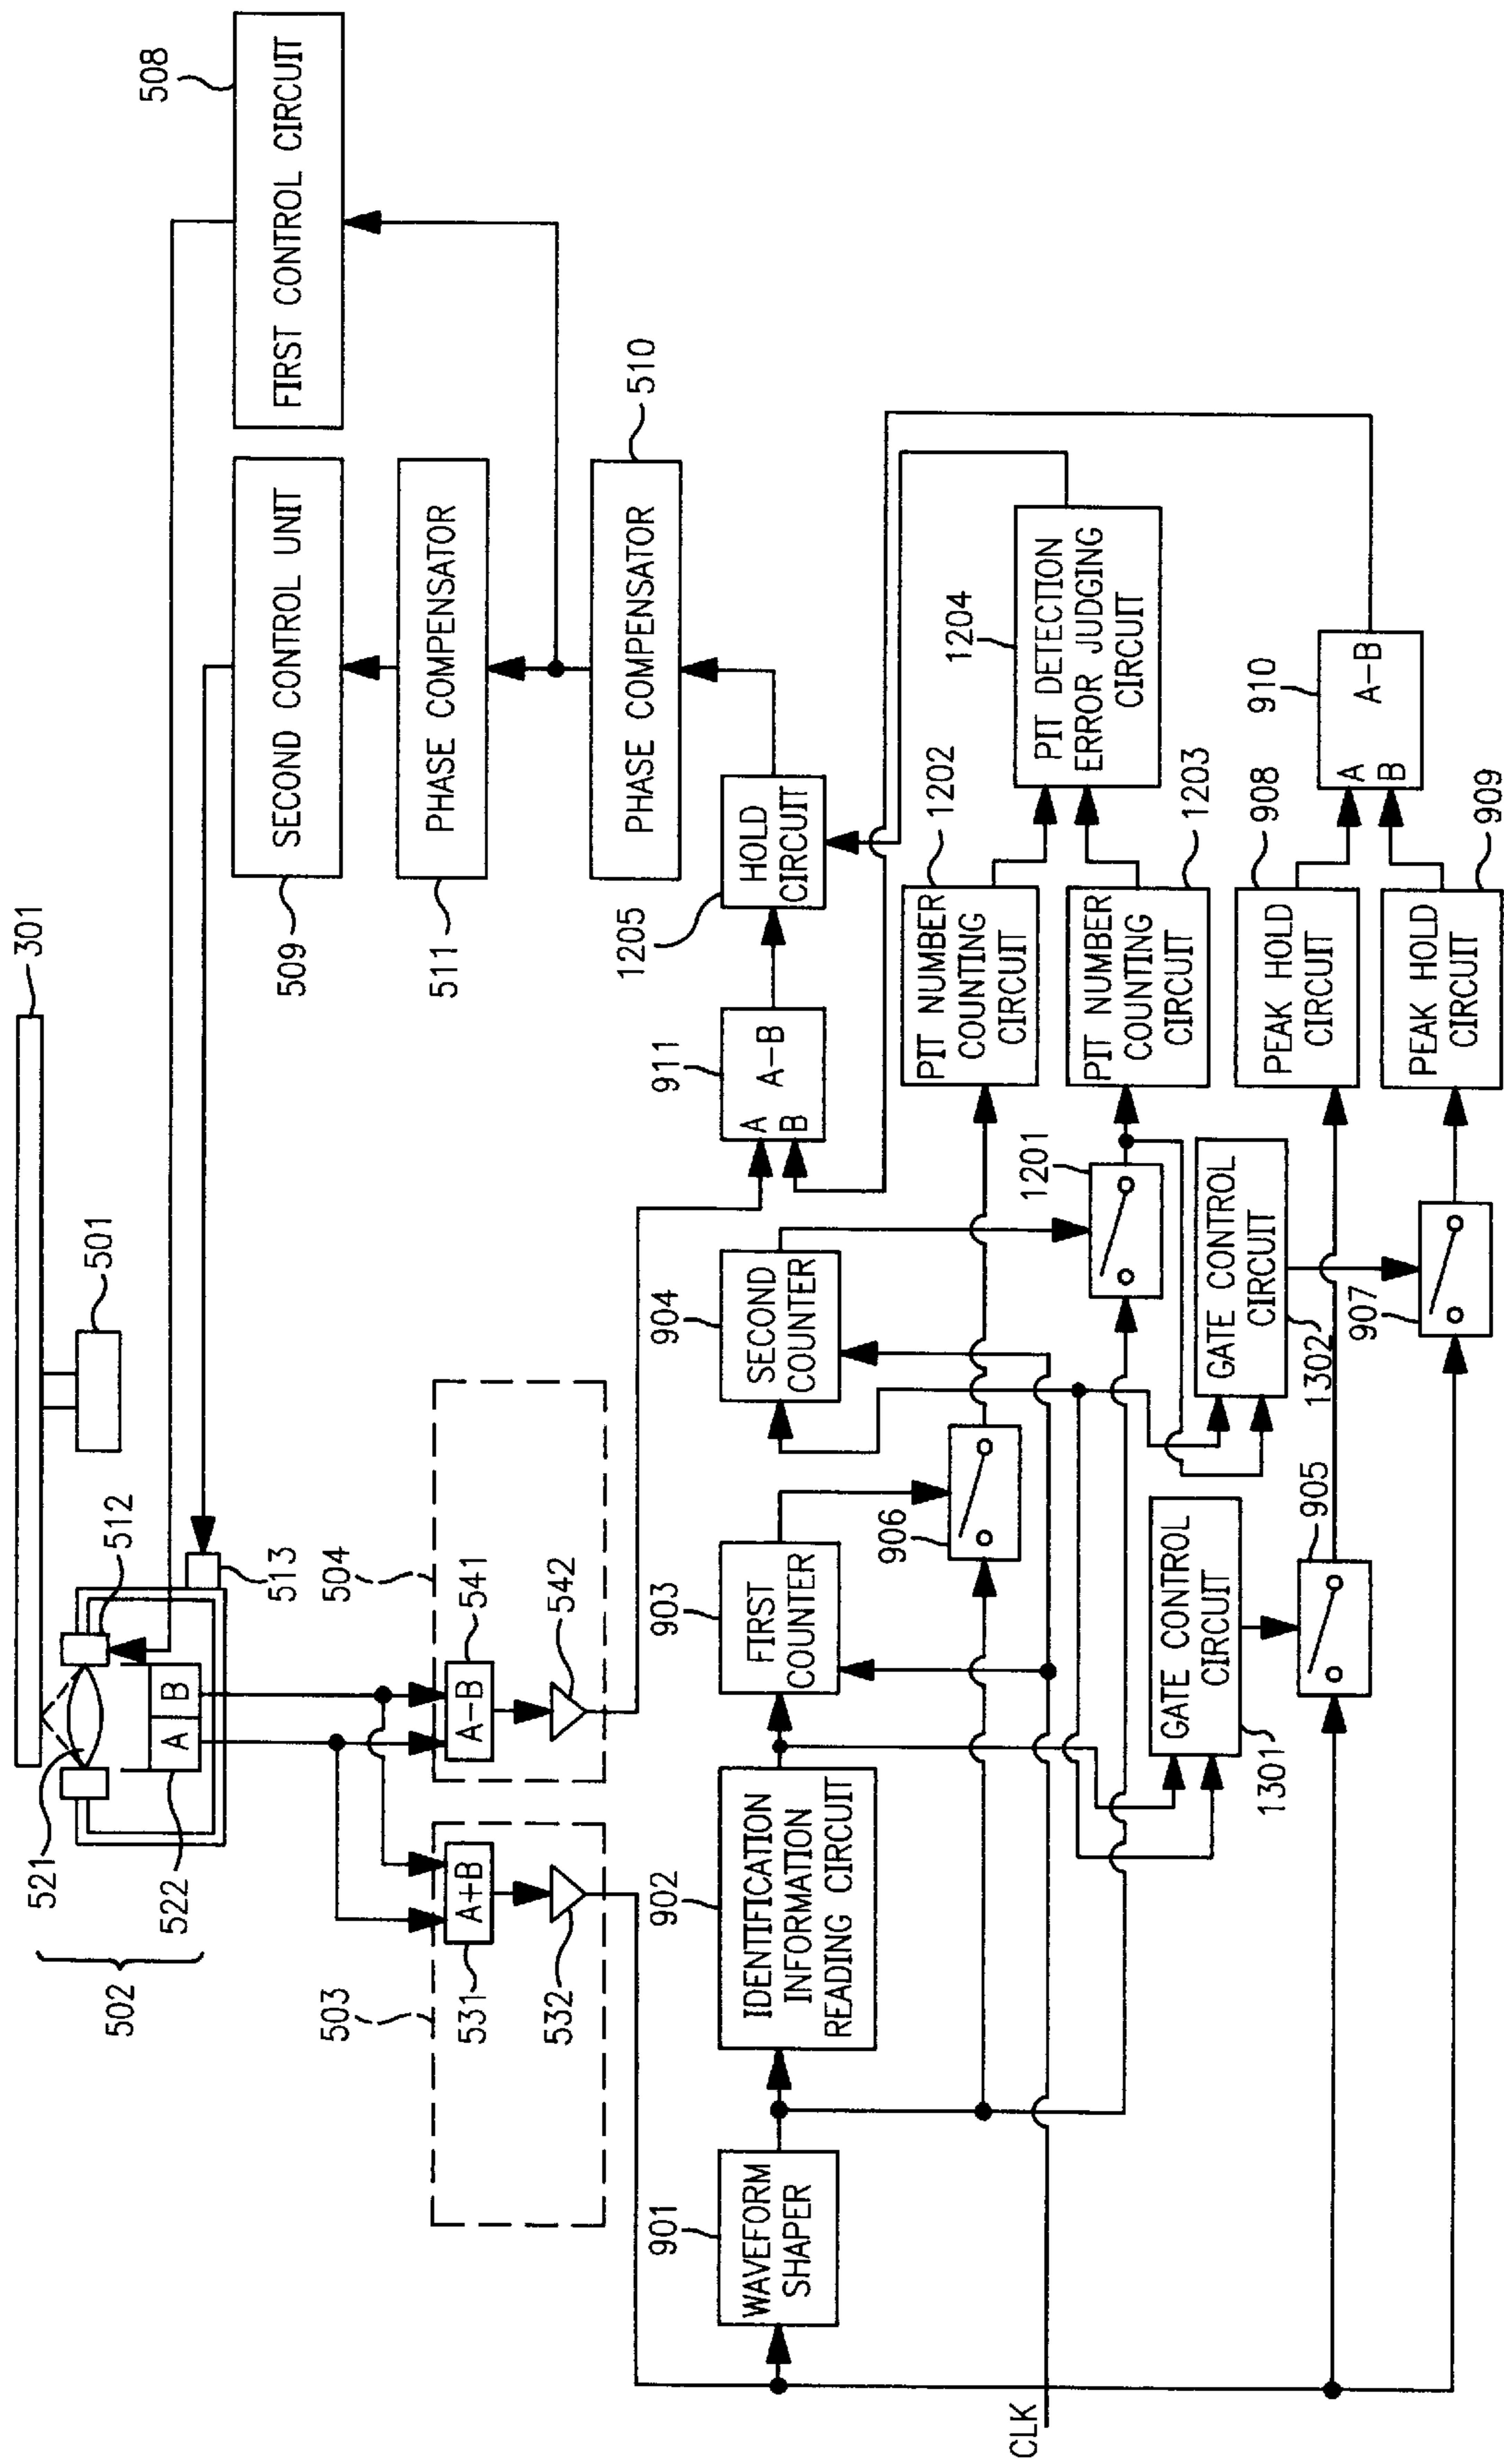 301
501
502
521
522
A
B
512
513
508
FIRST CONTROL CIRCUIT
509
SECOND CONTROL UNIT
511
PHASE COMPENSATOR
510
PHASE COMPENSATOR
503
531
A+B
532
504
541
A-B
542
901
WAVEFORM
SHAPER
902
IDENTIFICATION
INFORMATION
READING CIRCUIT
903
FIRST
COUNTER
904
SECOND
COUNTER
911
A
B
A-B
1205
HOLD
CIRCUIT
906
1201
1202
PIT NUMBER
COUNTING
CIRCUIT
1203
PIT NUMBER
COUNTING
CIRCUIT
1204
PIT DETECTION
ERROR JUDGING
CIRCUIT
CLK
1301
GATE CONTROL
CIRCUIT
1302
GATE CONTROL
CIRCUIT
905
907
908
PEAK HOLD
CIRCUIT
909
PEAK HOLD
CIRCUIT
910
A
B
A-B